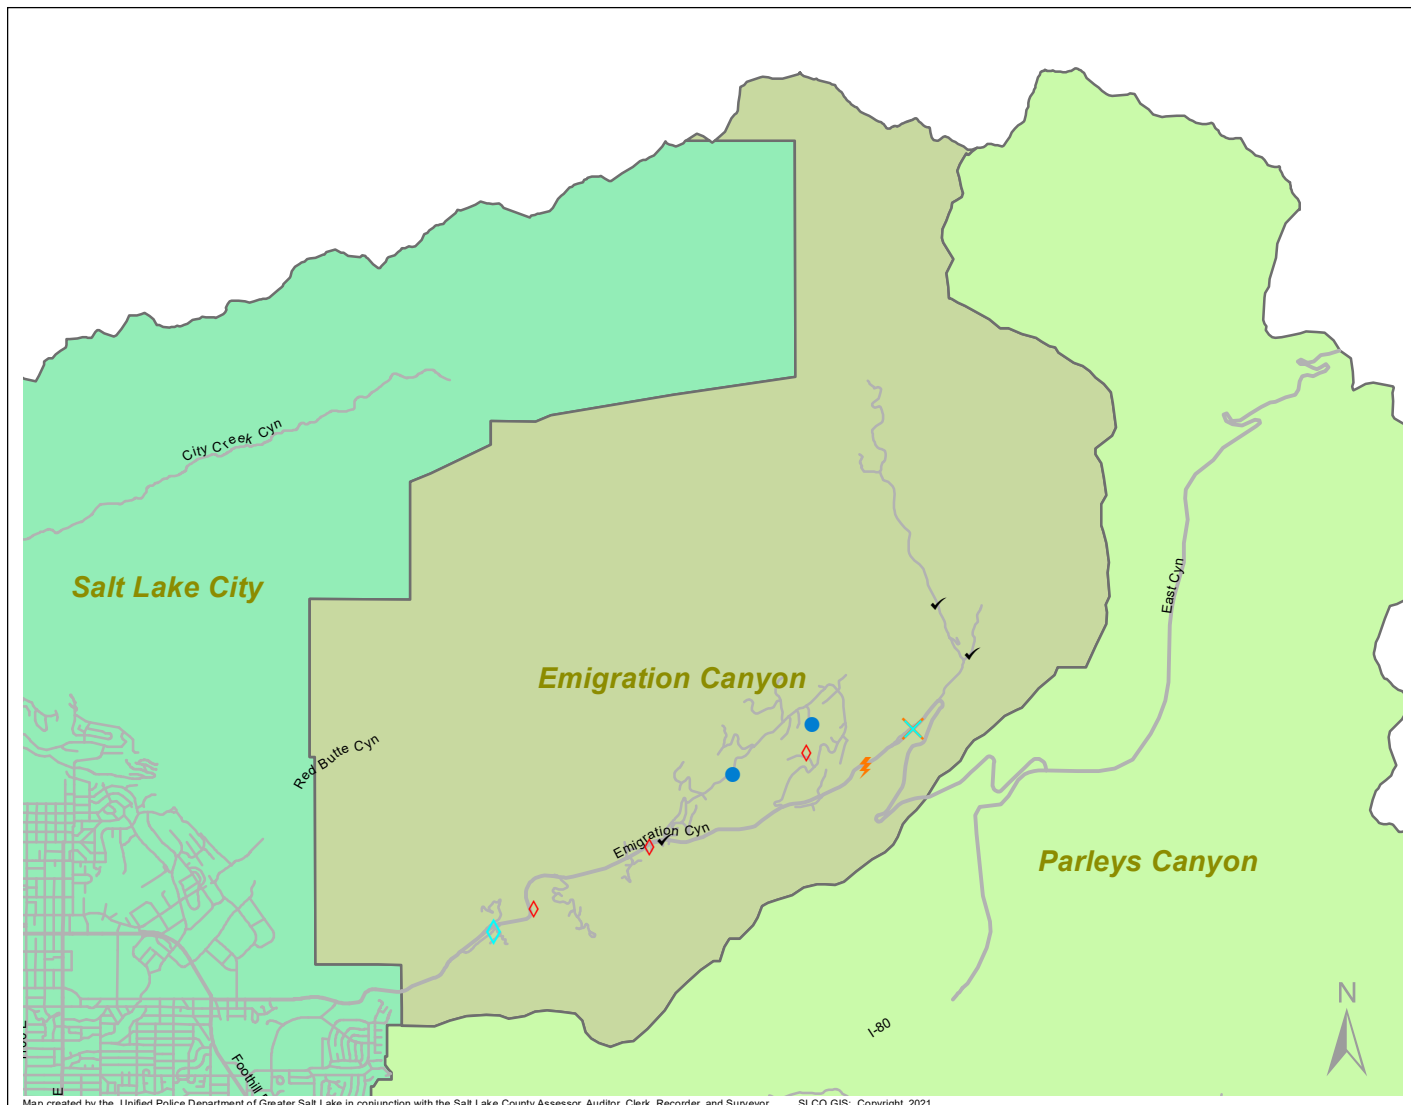 City Creek Cyn
Salt Lake City
East Cyn
Emigration Canyon
Red Butte Cyn
Emigration Cyn
Parleys Canyon
N
I-80
Foothill
E
Map created by the Unified Police Department of Greater Salt Lake in conjunction with the Salt Lake County Assessor, Auditor, Clerk, Recorder, and Surveyor. SLCO GIS: Copyright 2021